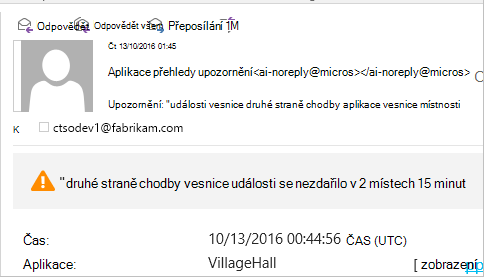 Odpovědět Odpovědět všem Přeposílání IM
Čt 13/10/2016 01:45
Aplikace přehledy upozornění<ai-noreply@micros></ai-noreply@micros>
Upozornění: "události vesnice druhé straně chodby aplikace vesnice místnosti
K ctsodev1@fabrikam.com
"druhé straně chodby vesnice události se nezdařilo v 2 místech 15 minut
Čas: 10/13/2016 00:44:56 ČAS (UTC)
Aplikace: VillageHall [ zobrazení